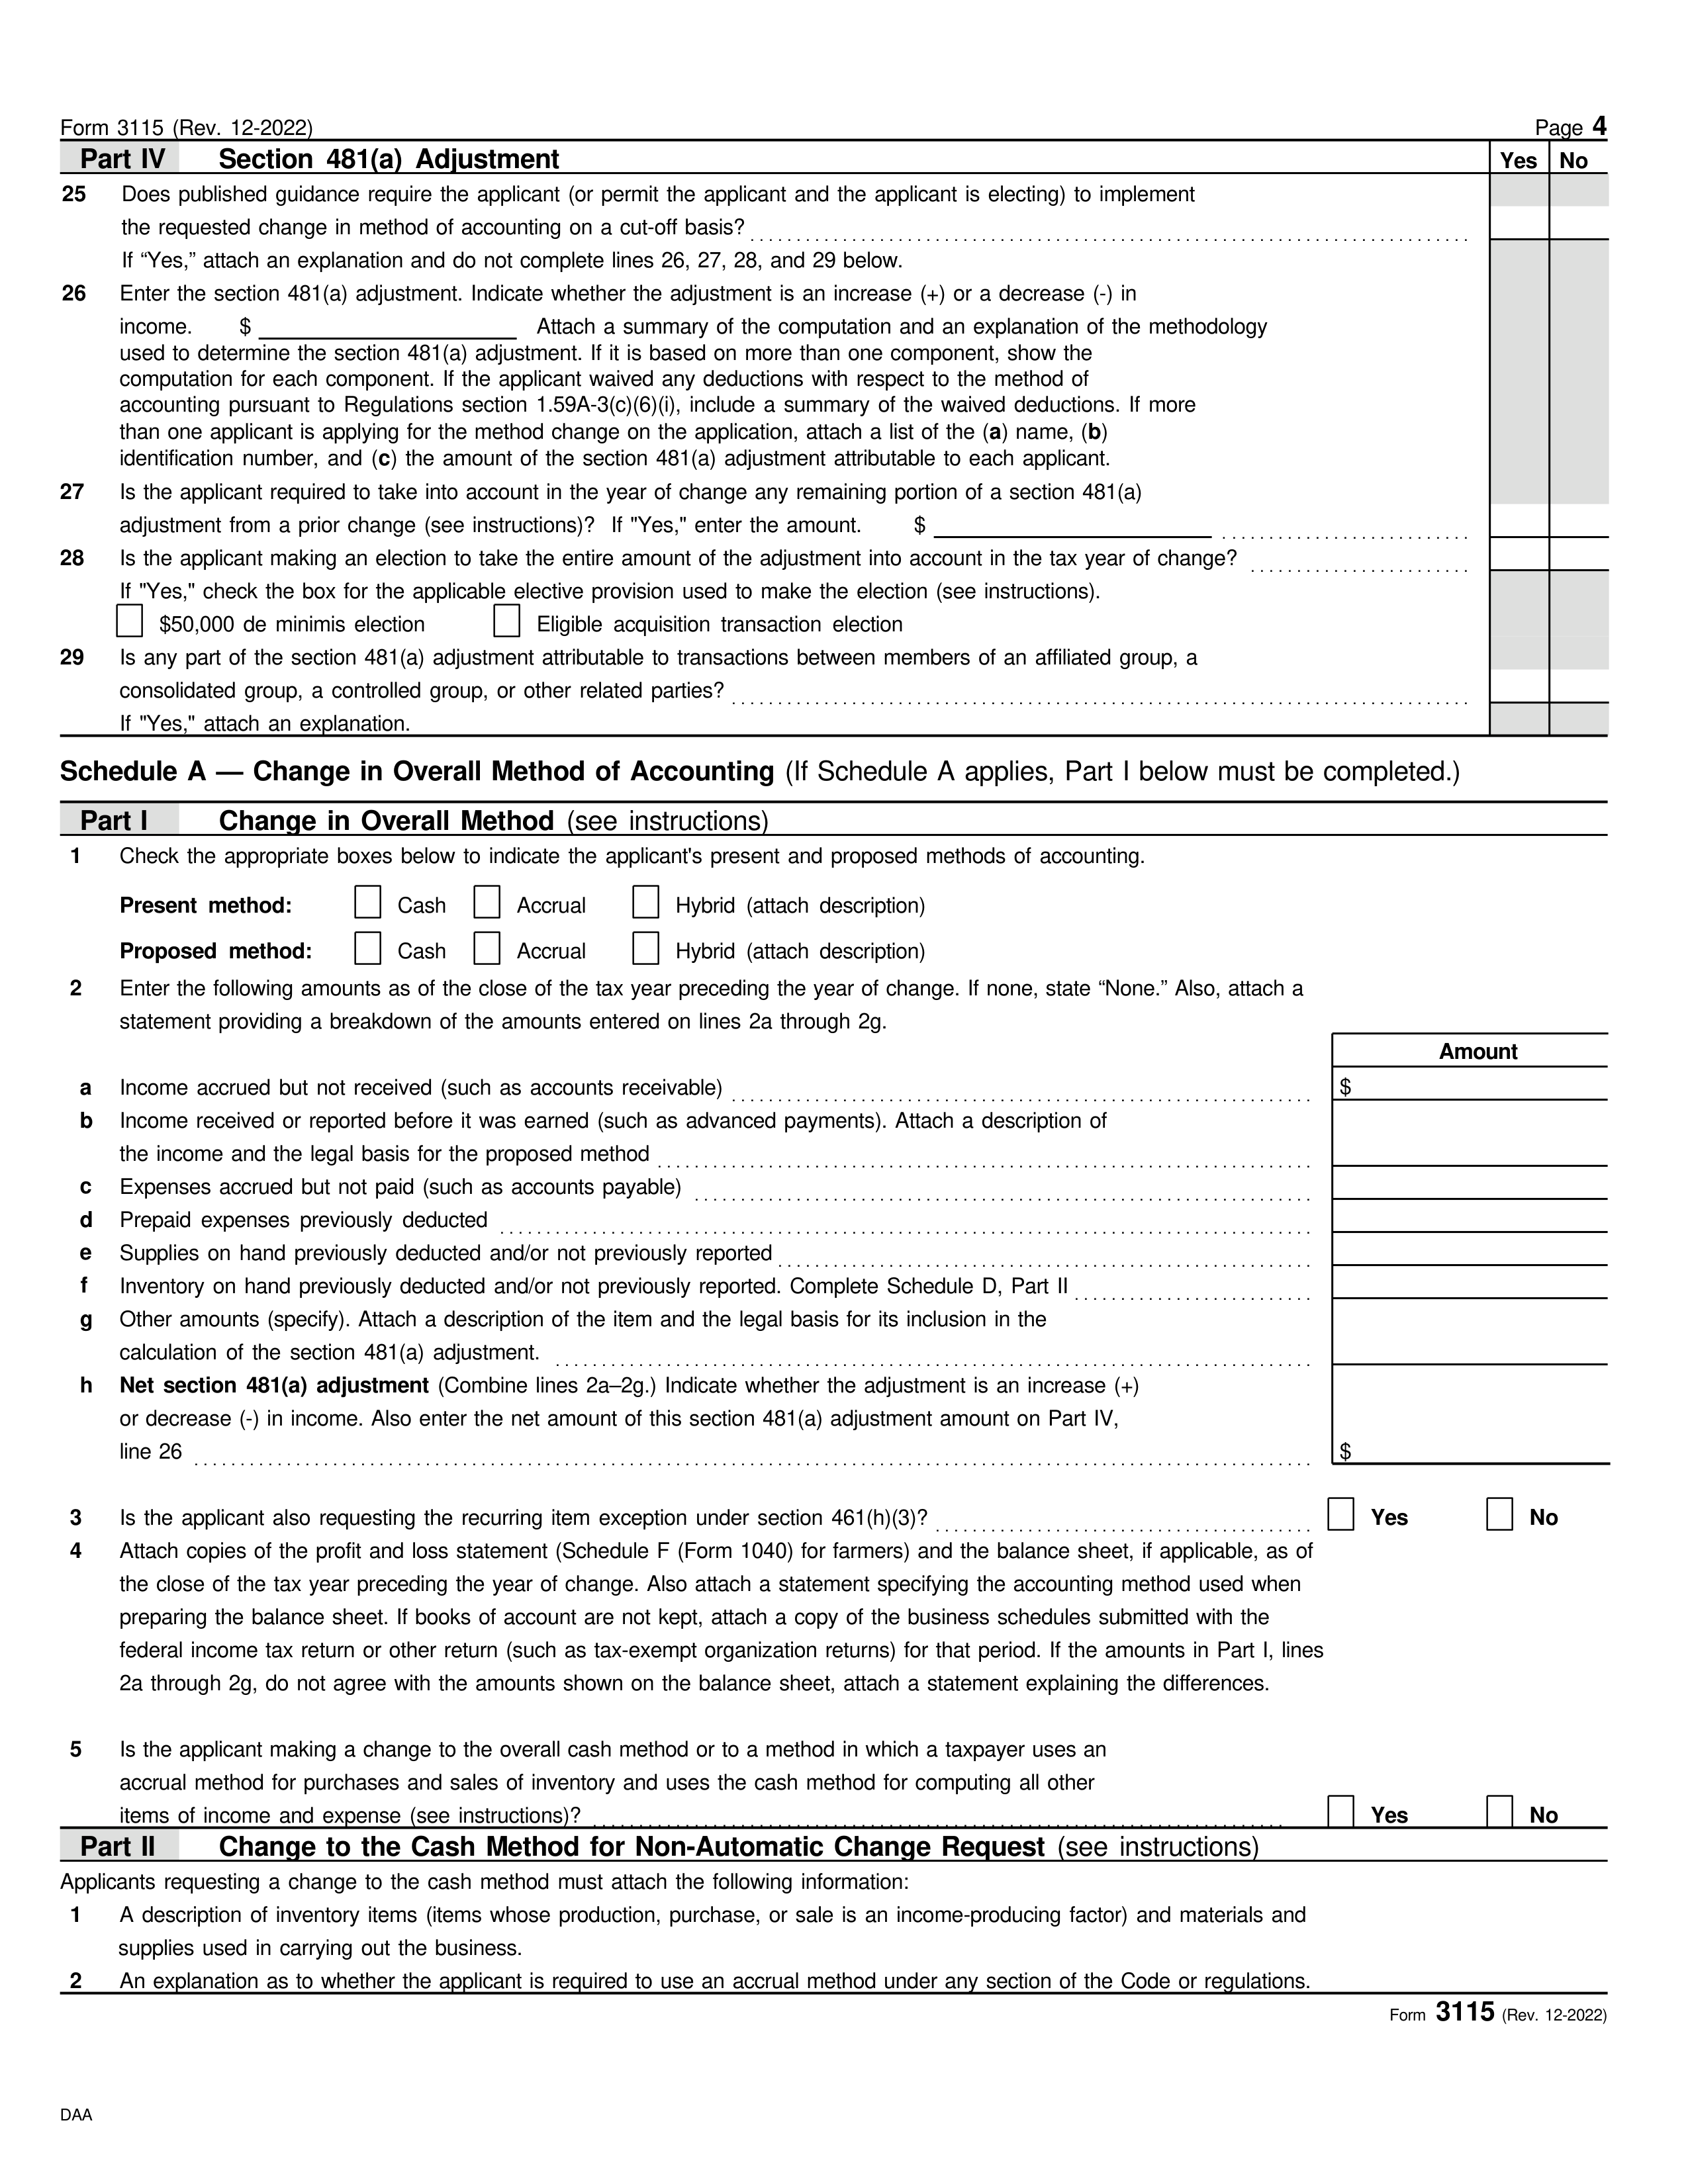 Form 3115 (Rev. 12-2022) Page 4
Part IV Section 481(a) Adjustment Yes No
25 Does published guidance require the applicant (or permit the applicant and the applicant is electing) to implement
the requested change in method of accounting on a cut-off basis?
If “Yes,” attach an explanation and do not complete lines 26, 27, 28, and 29 below.
26 Enter the section 481(a) adjustment. Indicate whether the adjustment is an increase (+) or a decrease (-) in
income. $ Attach a summary of the computation and an explanation of the methodology
used to determine the section 481(a) adjustment. If it is based on more than one component, show the
computation for each component. If the applicant waived any deductions with respect to the method of
accounting pursuant to Regulations section 1.59A-3(c)(6)(i), include a summary of the waived deductions. If more
than one applicant is applying for the method change on the application, attach a list of the (a) name, (b)
identification number, and (c) the amount of the section 481(a) adjustment attributable to each applicant.
27 Is the applicant required to take into account in the year of change any remaining portion of a section 481(a)
adjustment from a prior change (see instructions)? If "Yes," enter the amount. $
28 Is the applicant making an election to take the entire amount of the adjustment into account in the tax year of change?
If "Yes," check the box for the applicable elective provision used to make the election (see instructions).
$50,000 de minimis election Eligible acquisition transaction election
29 Is any part of the section 481(a) adjustment attributable to transactions between members of an affiliated group, a
consolidated group, a controlled group, or other related parties?
If "Yes," attach an explanation.
Schedule A — Change in Overall Method of Accounting (If Schedule A applies, Part I below must be completed.)
Part I Change in Overall Method (see instructions)
1 Check the appropriate boxes below to indicate the applicant's present and proposed methods of accounting.
Present method: Cash Accrual Hybrid (attach description)
Proposed method: Cash Accrual Hybrid (attach description)
2 Enter the following amounts as of the close of the tax year preceding the year of change. If none, state “None.” Also, attach a
statement providing a breakdown of the amounts entered on lines 2a through 2g.
Amount
a Income accrued but not received (such as accounts receivable) $
b Income received or reported before it was earned (such as advanced payments). Attach a description of
the income and the legal basis for the proposed method
c Expenses accrued but not paid (such as accounts payable)
d Prepaid expenses previously deducted
e Supplies on hand previously deducted and/or not previously reported
f Inventory on hand previously deducted and/or not previously reported. Complete Schedule D, Part II
g Other amounts (specify). Attach a description of the item and the legal basis for its inclusion in the
calculation of the section 481(a) adjustment.
h Net section 481(a) adjustment (Combine lines 2a–2g.) Indicate whether the adjustment is an increase (+)
or decrease (-) in income. Also enter the net amount of this section 481(a) adjustment amount on Part IV,
line 26 $
3 Is the applicant also requesting the recurring item exception under section 461(h)(3)? Yes No
4 Attach copies of the profit and loss statement (Schedule F (Form 1040) for farmers) and the balance sheet, if applicable, as of
the close of the tax year preceding the year of change. Also attach a statement specifying the accounting method used when
preparing the balance sheet. If books of account are not kept, attach a copy of the business schedules submitted with the
federal income tax return or other return (such as tax-exempt organization returns) for that period. If the amounts in Part I, lines
2a through 2g, do not agree with the amounts shown on the balance sheet, attach a statement explaining the differences.
5 Is the applicant making a change to the overall cash method or to a method in which a taxpayer uses an
accrual method for purchases and sales of inventory and uses the cash method for computing all other
items of income and expense (see instructions)? Yes No
Part II Change to the Cash Method for Non-Automatic Change Request (see instructions)
Applicants requesting a change to the cash method must attach the following information:
1 A description of inventory items (items whose production, purchase, or sale is an income-producing factor) and materials and
supplies used in carrying out the business.
2 An explanation as to whether the applicant is required to use an accrual method under any section of the Code or regulations.
Form 3115 (Rev. 12-2022)
DAA